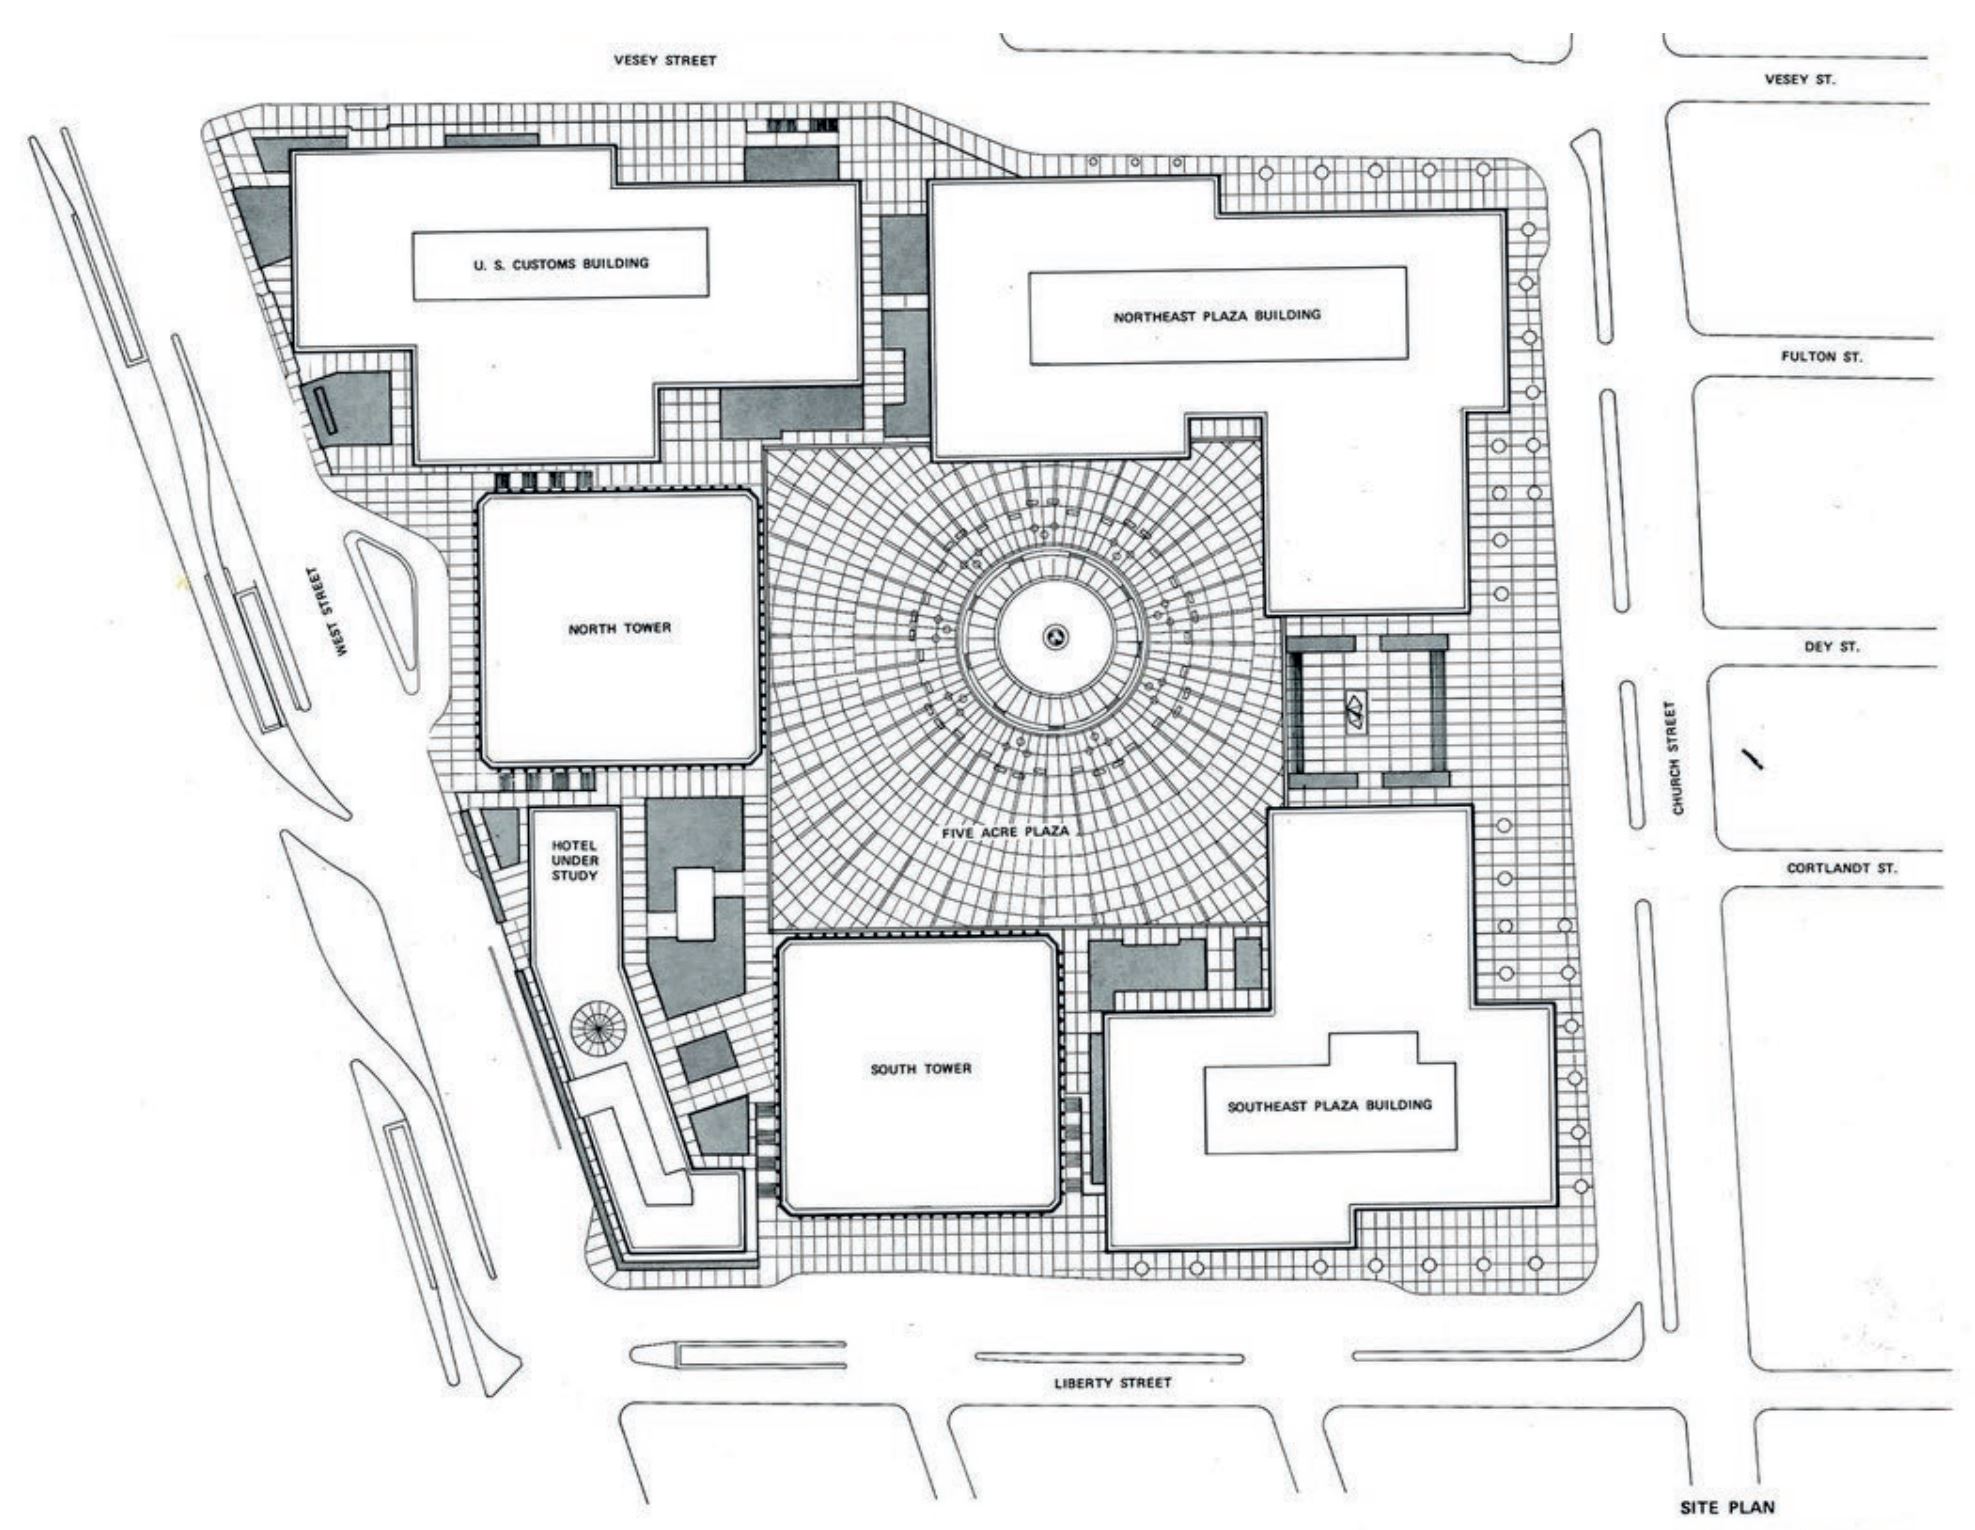 VESEY STREET
VESEY ST.
U. S. CUSTOMS BUILDING
NORTHEAST PLAZA BUILDING
FULTON ST.
WEST STREET
NORTH TOWER
DEY ST.
CHURCH STREET
FIVE ACRE PLAZA
HOTEL
UNDER
STUDY
CORTLANDT ST.
SOUTH TOWER
SOUTHEAST PLAZA BUILDING
LIBERTY STREET
SITE PLAN